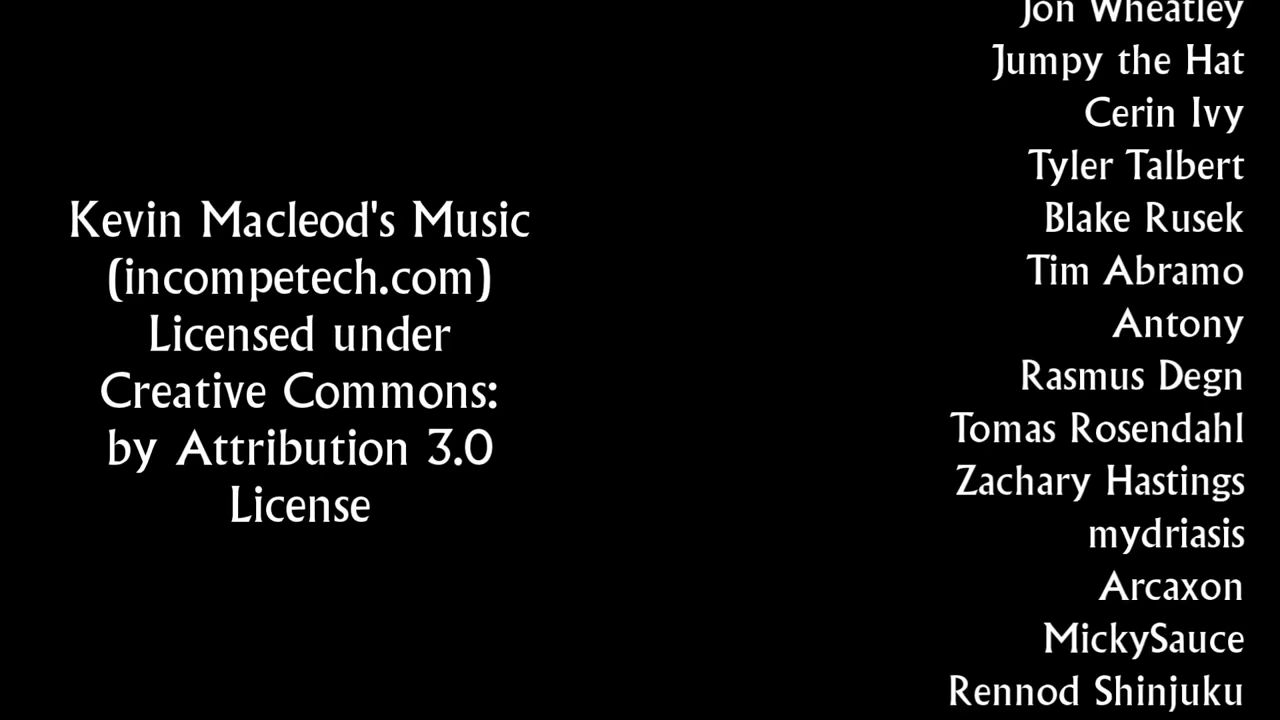 Kevin Macleod's Music
(incompetech.com)
Licensed under
Creative Commons:
by Attribution 3.0
License
Jon Wheatley
Jumpy the Hat
Cerin Ivy
Tyler Talbert
Blake Rusek
Tim Abramo
Antony
Rasmus Degn
Tomas Rosendahl
Zachary Hastings
mydriasis
Arcaxon
MickySauce
Rennod Shinjuku